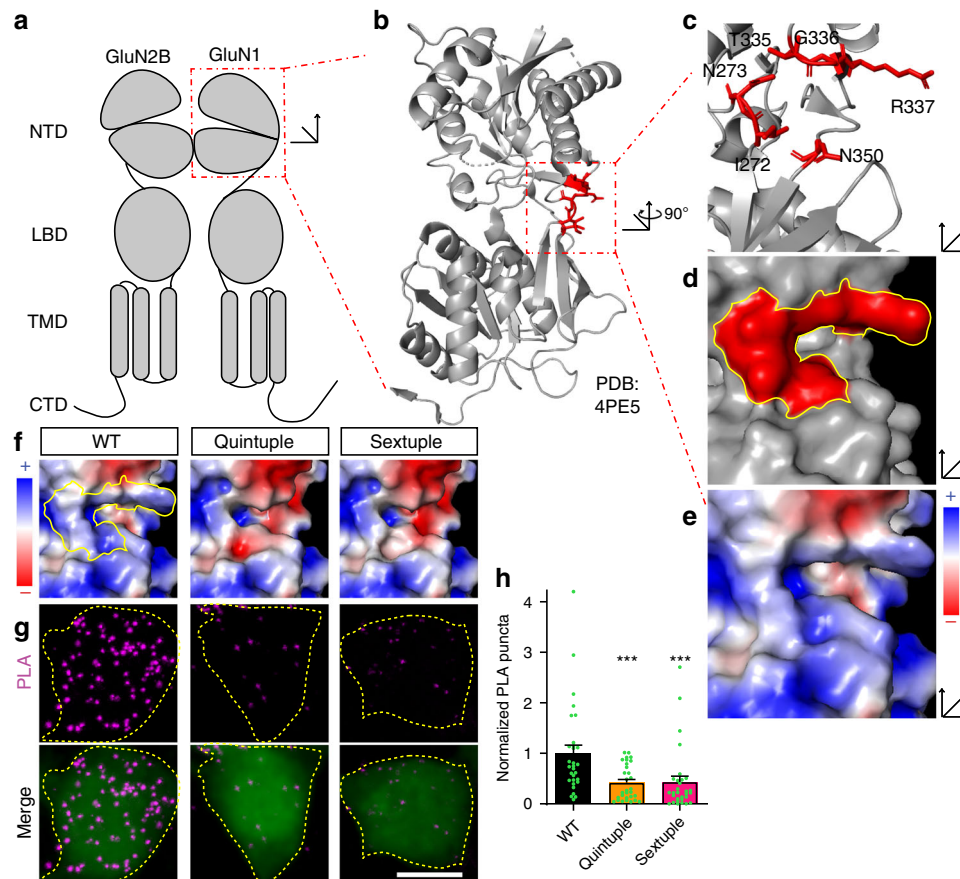 a
GluN2B
GluN1
NTD
LBD
TMD
CTD
b
90°
PDB:
4PE5
c
T335
G336
N273
R337
I272
N350
d
e
+
−
f
WT
Quintuple
Sextuple
+
−
g
PLA
Merge
h
Normalized PLA puncta
4
3
2
1
0
***
***
WT
Quintuple
Sextuple